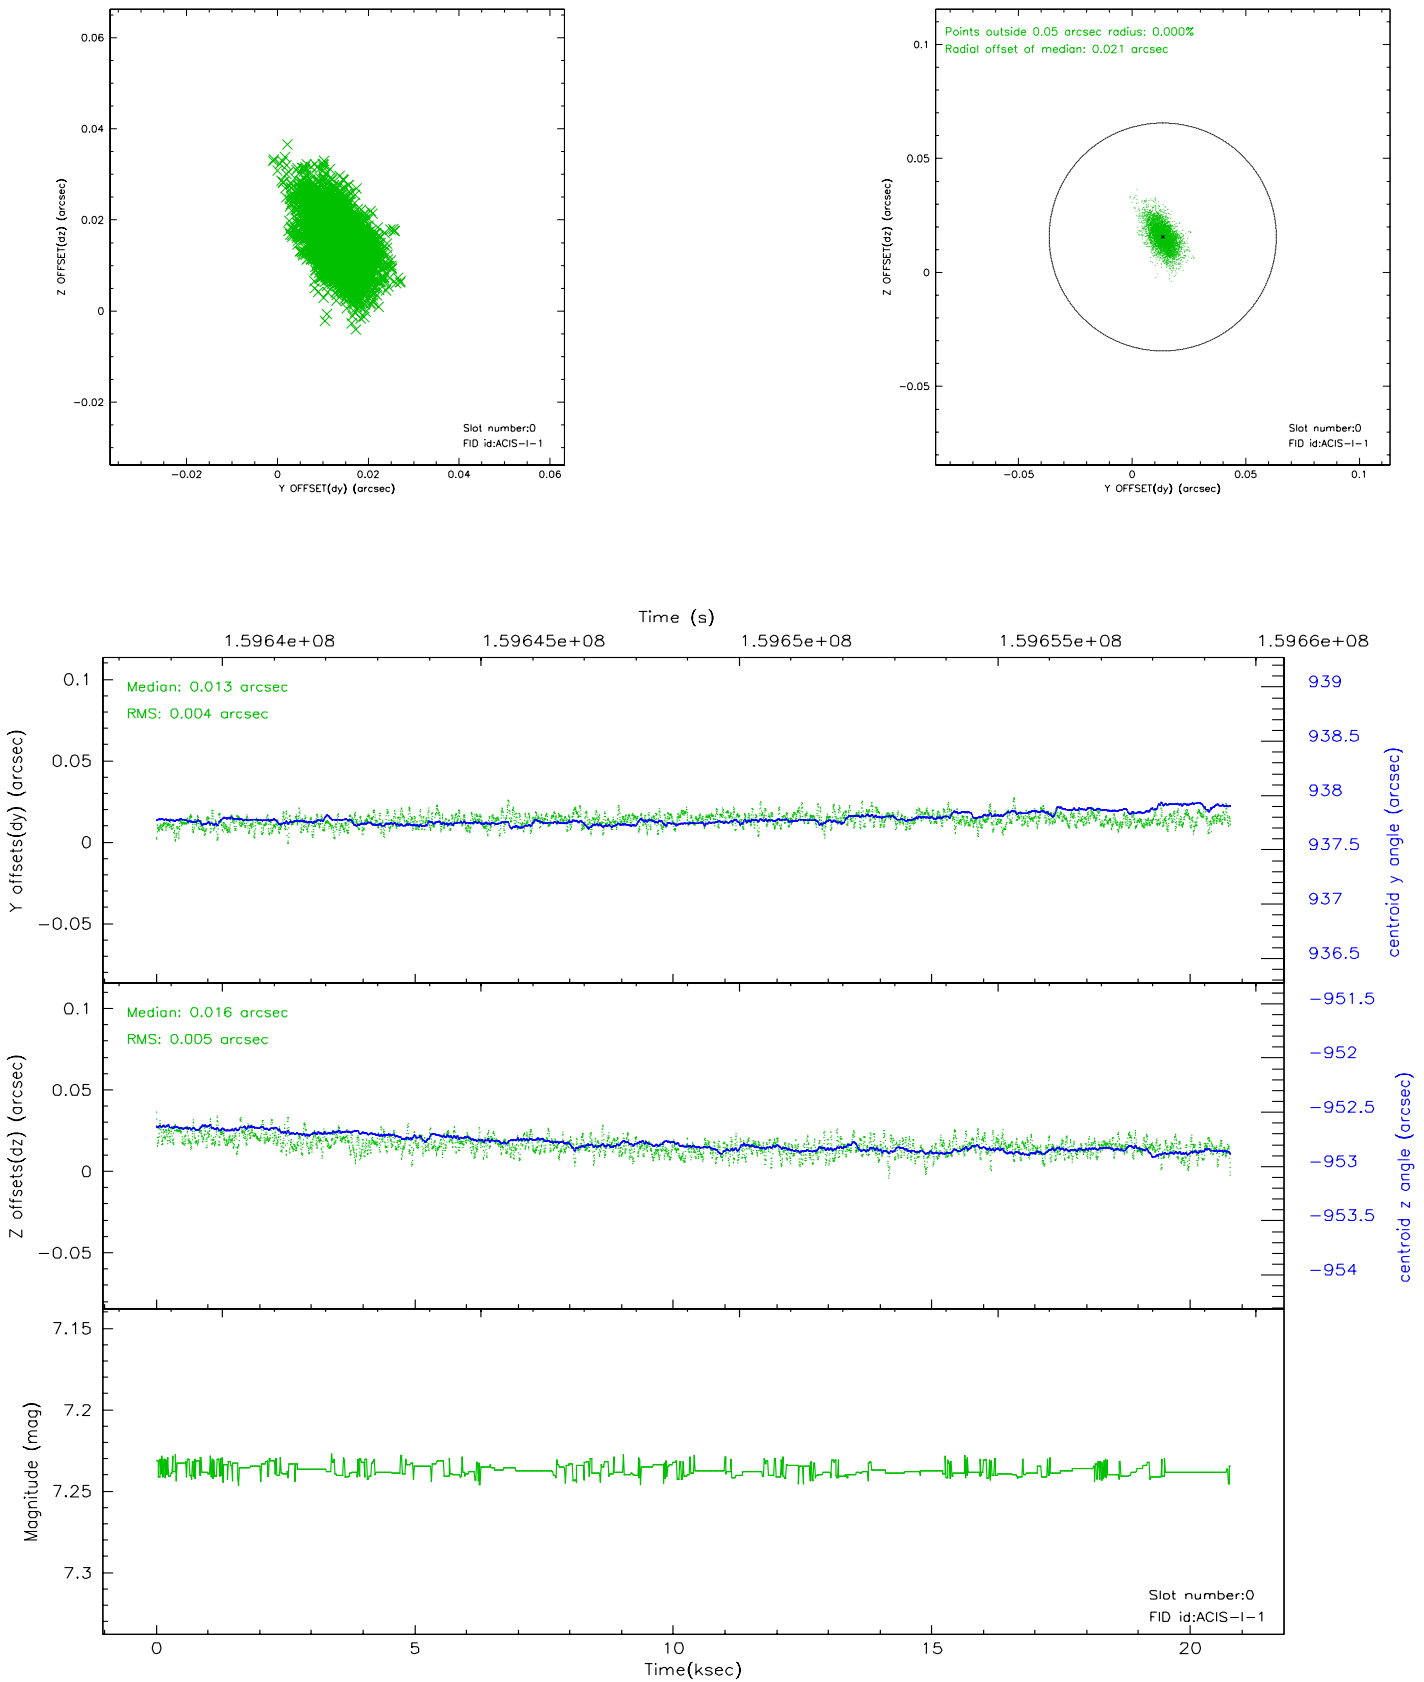 0.06
0.04
0.02
0
−0.02
Z OFFSET(dz) (arcsec)
Slot number:0
FID id:ACIS−I−1
−0.02 0 0.02 0.04 0.06
Y OFFSET(dy) (arcsec)
Points outside 0.05 arcsec radius: 0.000%
Radial offset of median: 0.021 arcsec
0.1
0.05
0
−0.05
Z OFFSET(dz) (arcsec)
Slot number:0
FID id:ACIS−I−1
−0.05 0 0.05 0.1
Y OFFSET(dy) (arcsec)
Time (s)
1.5964e+08 1.59645e+08 1.5965e+08 1.59655e+08 1.5966e+08
Median: 0.013 arcsec
RMS: 0.004 arcsec
0.1
0.05
0
−0.05
Y offsets(dy) (arcsec)
939
938.5
938
937.5
937
936.5
centroid y angle (arcsec)
Median: 0.016 arcsec
RMS: 0.005 arcsec
0.1
0.05
0
−0.05
Z offsets(dz) (arcsec)
−951.5
−952
−952.5
−953
−953.5
−954
centroid z angle (arcsec)
7.15
7.2
7.25
7.3
Magnitude (mag)
Slot number:0
FID id:ACIS−I−1
0 5 10 15 20
Time(ksec)